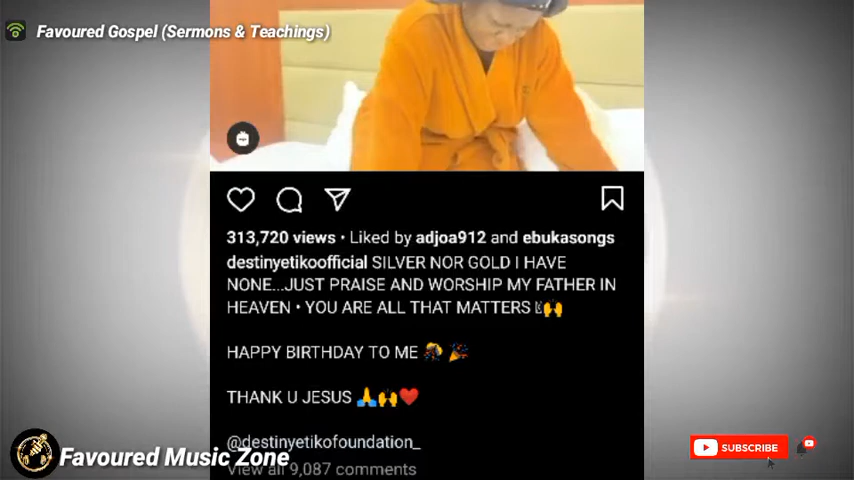 Favoured Gospel (Sermons & Teachings)
313,720 views • Liked by adjoa912 and ebukasongs
destinyetikoofficial SILVER NOR GOLD I HAVE
NONE...JUST PRAISE AND WORSHIP MY FATHER IN
HEAVEN • YOU ARE ALL THAT MATTERS 🙌
HAPPY BIRTHDAY TO ME 🎉
THANK U JESUS 🙏🙌❤️
@destinyetikofoundation_
View all 9,087 comments
Favoured Music Zone
SUBSCRIBE